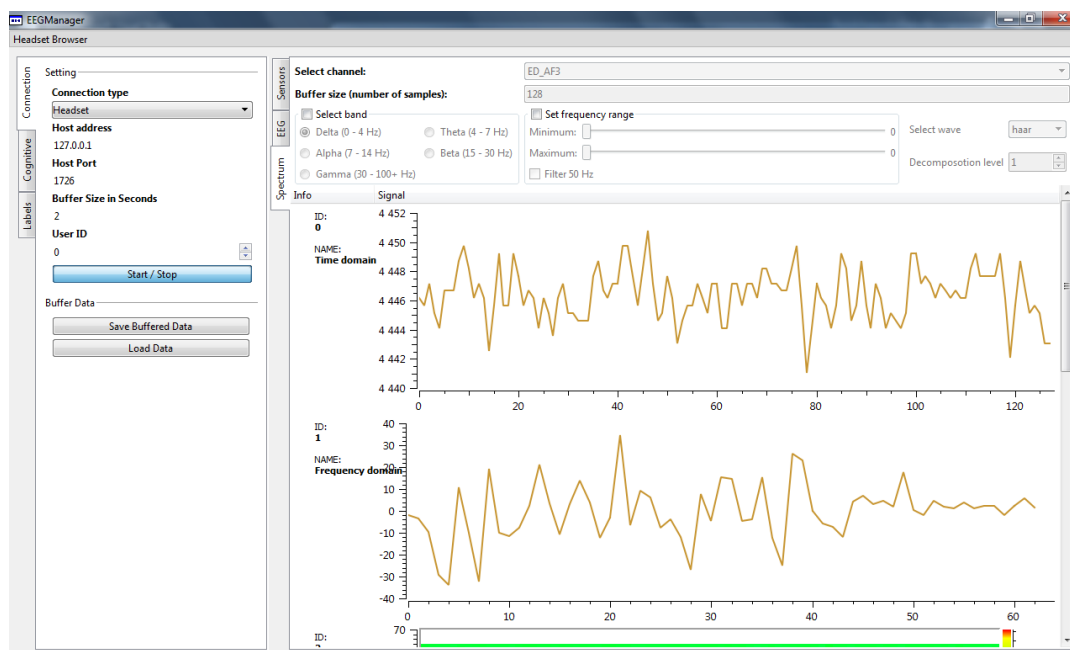 EEGManager
Headset Browser
Connection
Cognitive
Labels
Setting
Connection type
Headset
Host address
127.0.0.1
Host Port
1726
Buffer Size in Seconds
2
User ID
0
Start / Stop
Buffer Data
Save Buffered Data
Load Data
Sensors
EEG
Spectrum
Select channel:
ED_AF3
Buffer size (number of samples):
128
Select band
Delta (0 - 4 Hz)
Theta (4 - 7 Hz)
Alpha (7 - 14 Hz)
Beta (15 - 30 Hz)
Gamma (30 - 100+ Hz)
Set frequency range
Minimum:
0
Maximum:
0
Filter 50 Hz
Select wave
haar
Decomposotion level
1
Info
Signal
ID:
0
NAME:
Time domain
4 452
4 450
4 448
4 446
4 444
4 442
4 440
0 20 40 60 80 100 120
ID:
1
NAME:
Frequency domain
40
30
20
10
0
-10
-20
-30
-40
0 10 20 30 40 50 60
ID:
70